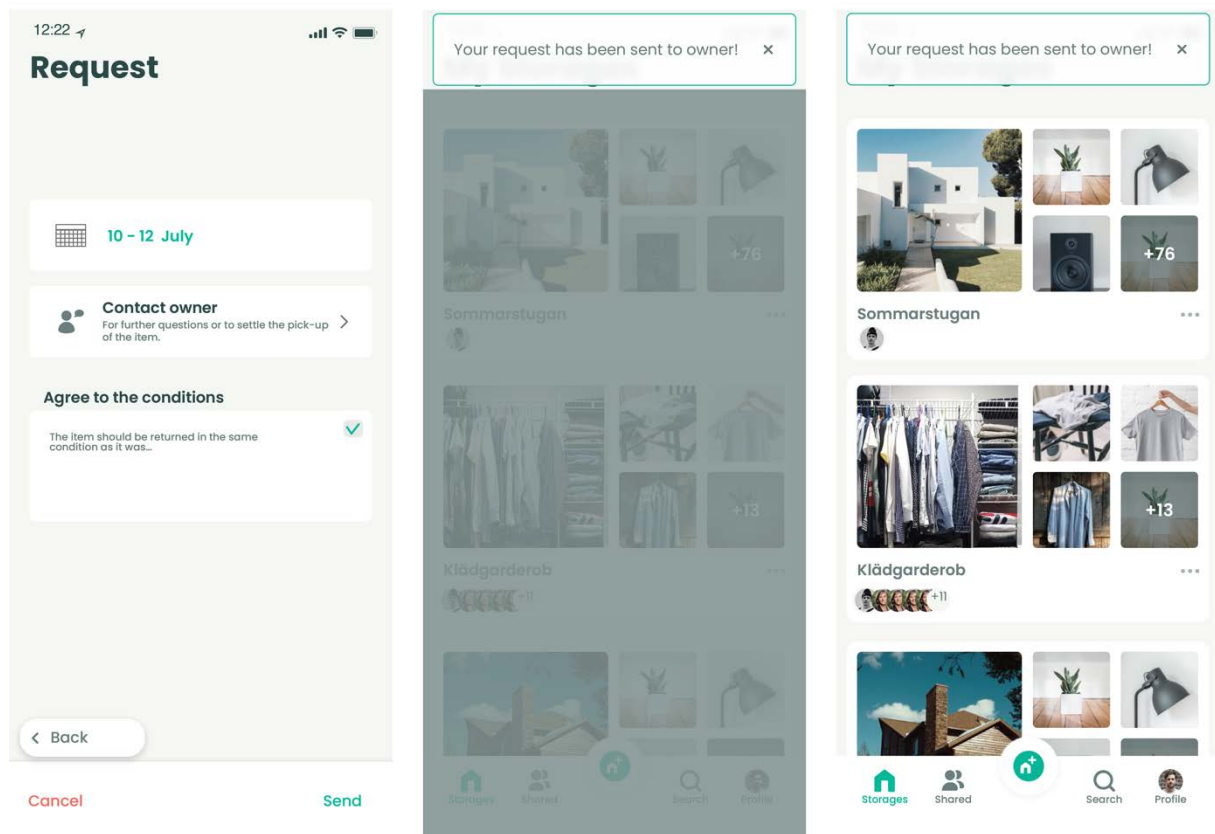 12:22
Request
10 - 12 July
Contact owner
For further questions or to settle the pick-up
of the item.
Agree to the conditions
The item should be returned in the same
condition as it was...
Back
Cancel
Send
Your request has been sent to owner!
+76
Sommarstugan
+13
Klädgarderob
+11
Storages
Shared
Search
Profile
Your request has been sent to owner!
+76
Sommarstugan
+13
Klädgarderob
+11
Storages
Shared
Search
Profile